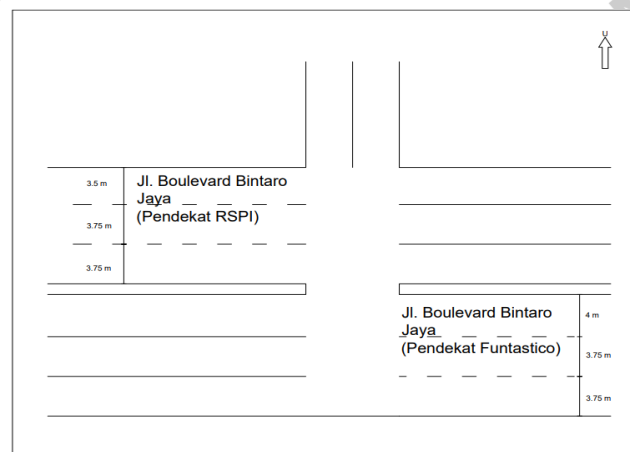 U
3.5 m
Jl. Boulevard Bintaro
Jaya
(Pendekat RSPI)
3.75 m
3.75 m
Jl. Boulevard Bintaro
Jaya
(Pendekat Funtastico)
4 m
3.75 m
3.75 m